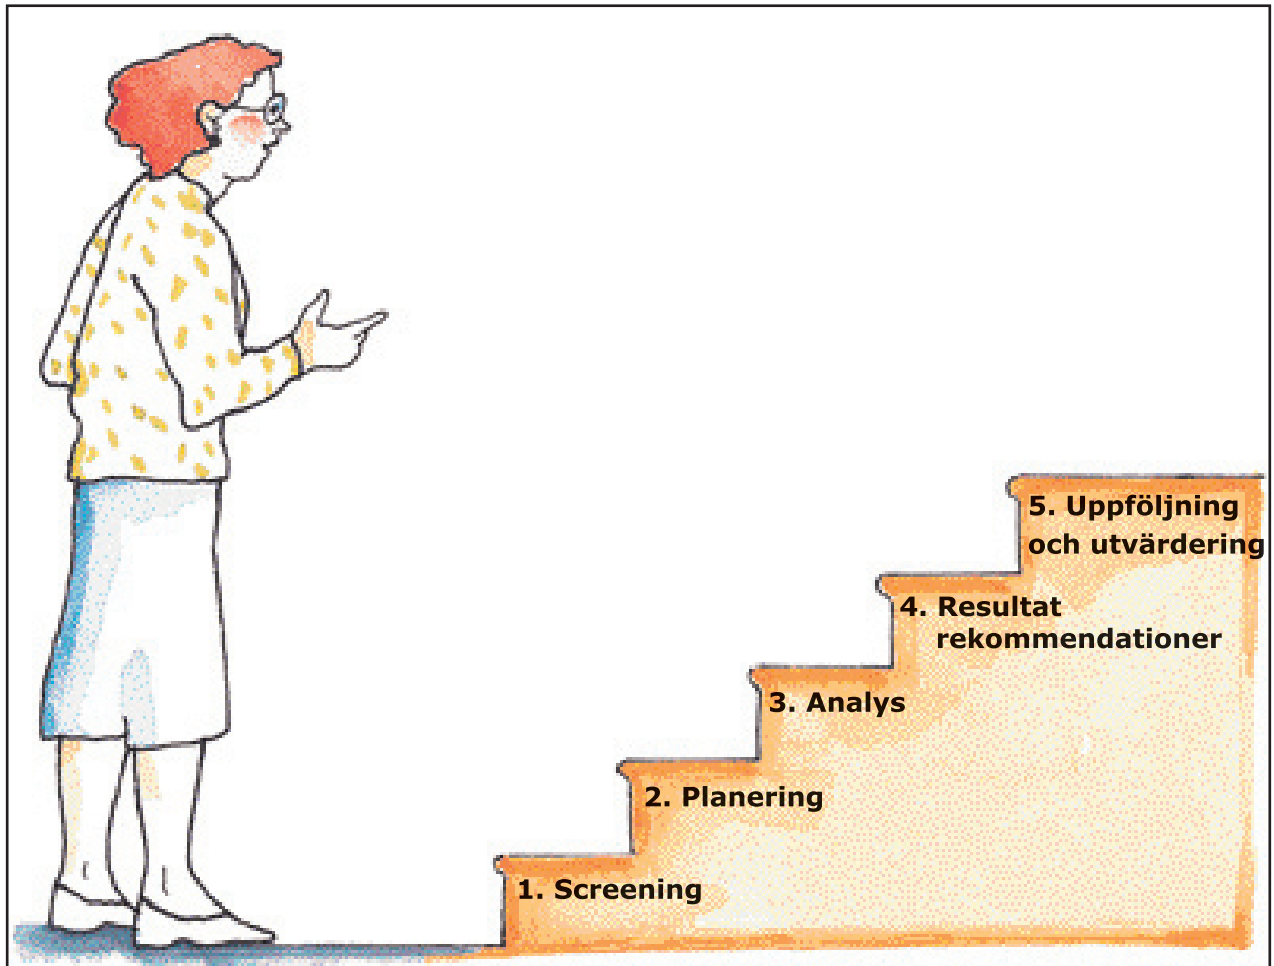 5. Uppföljning
och utvärdering
4. Resultat
rekommendationer
3. Analys
2. Planering
1. Screening